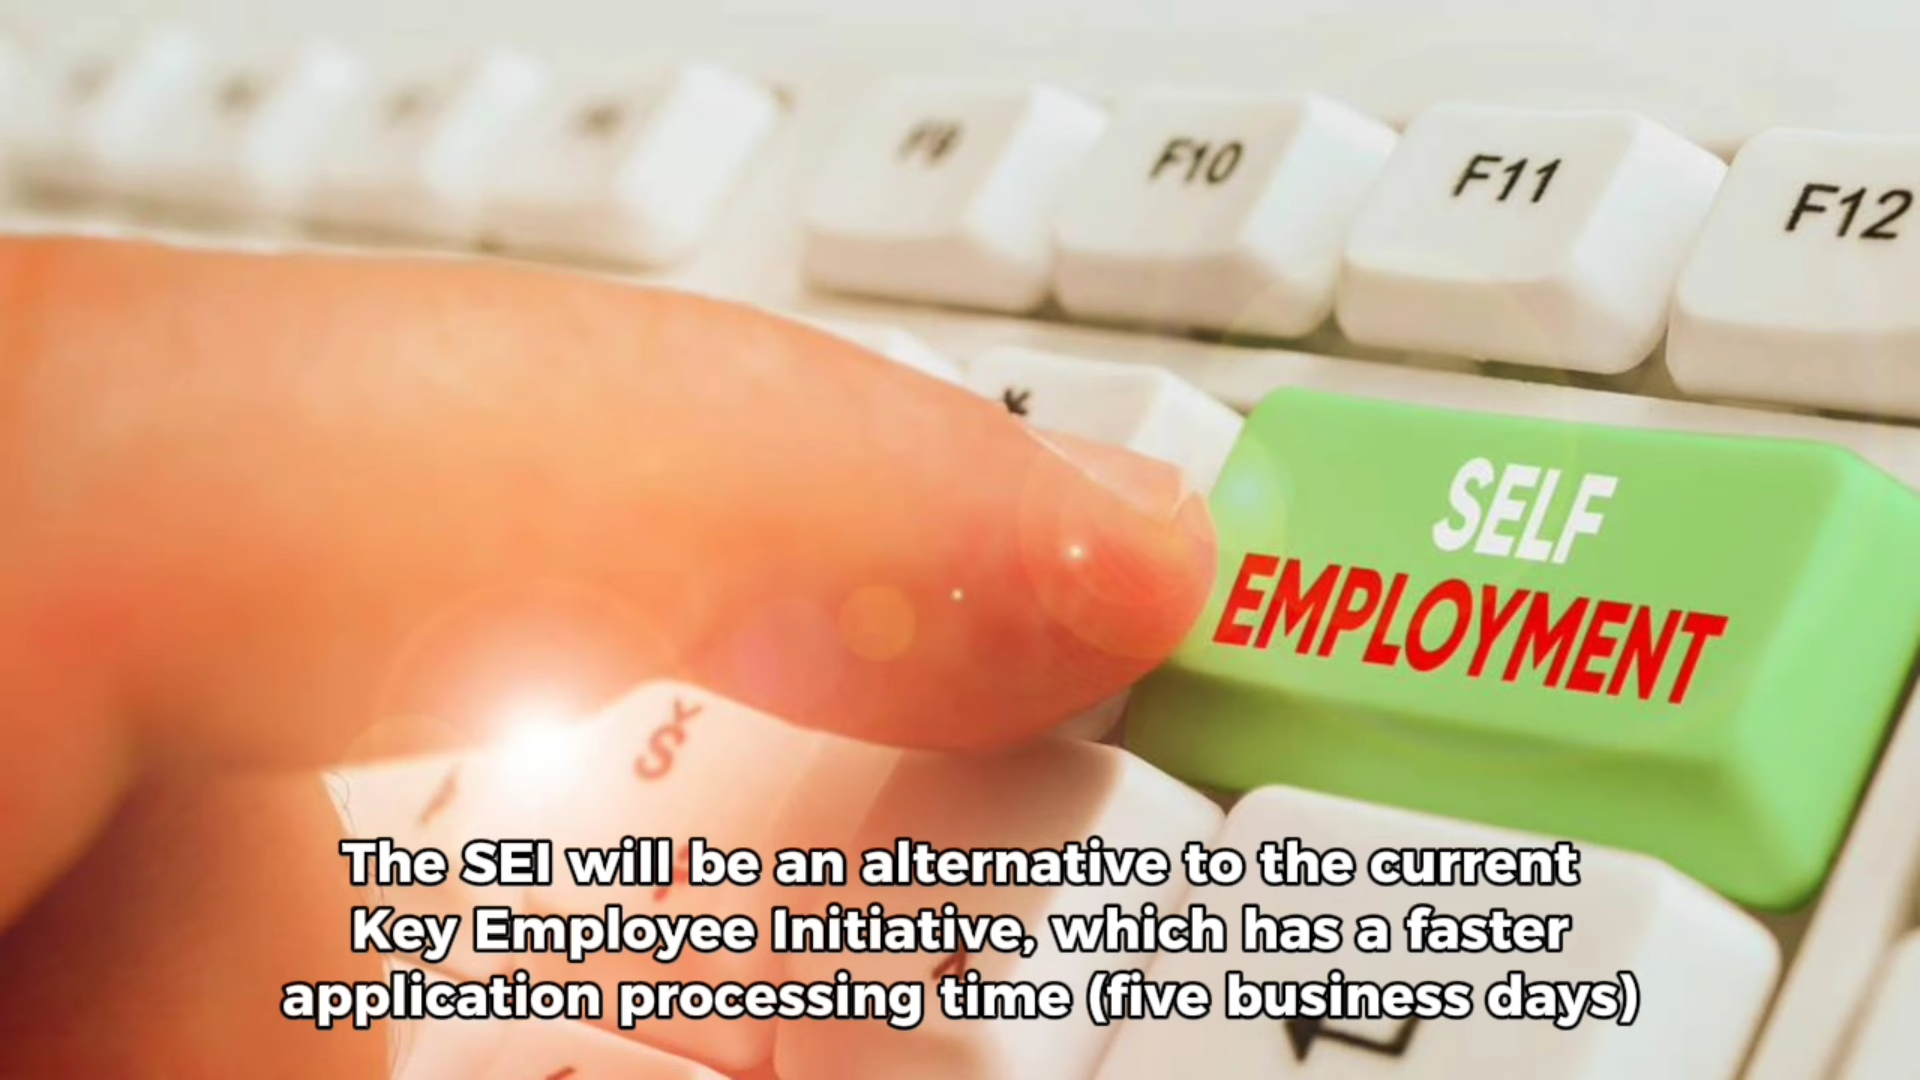 F9
F10
F11
F12
SELF
EMPLOYMENT
S
The SEI will be an alternative to the current
Key Employee Initiative, which has a faster
application processing time (five business days)